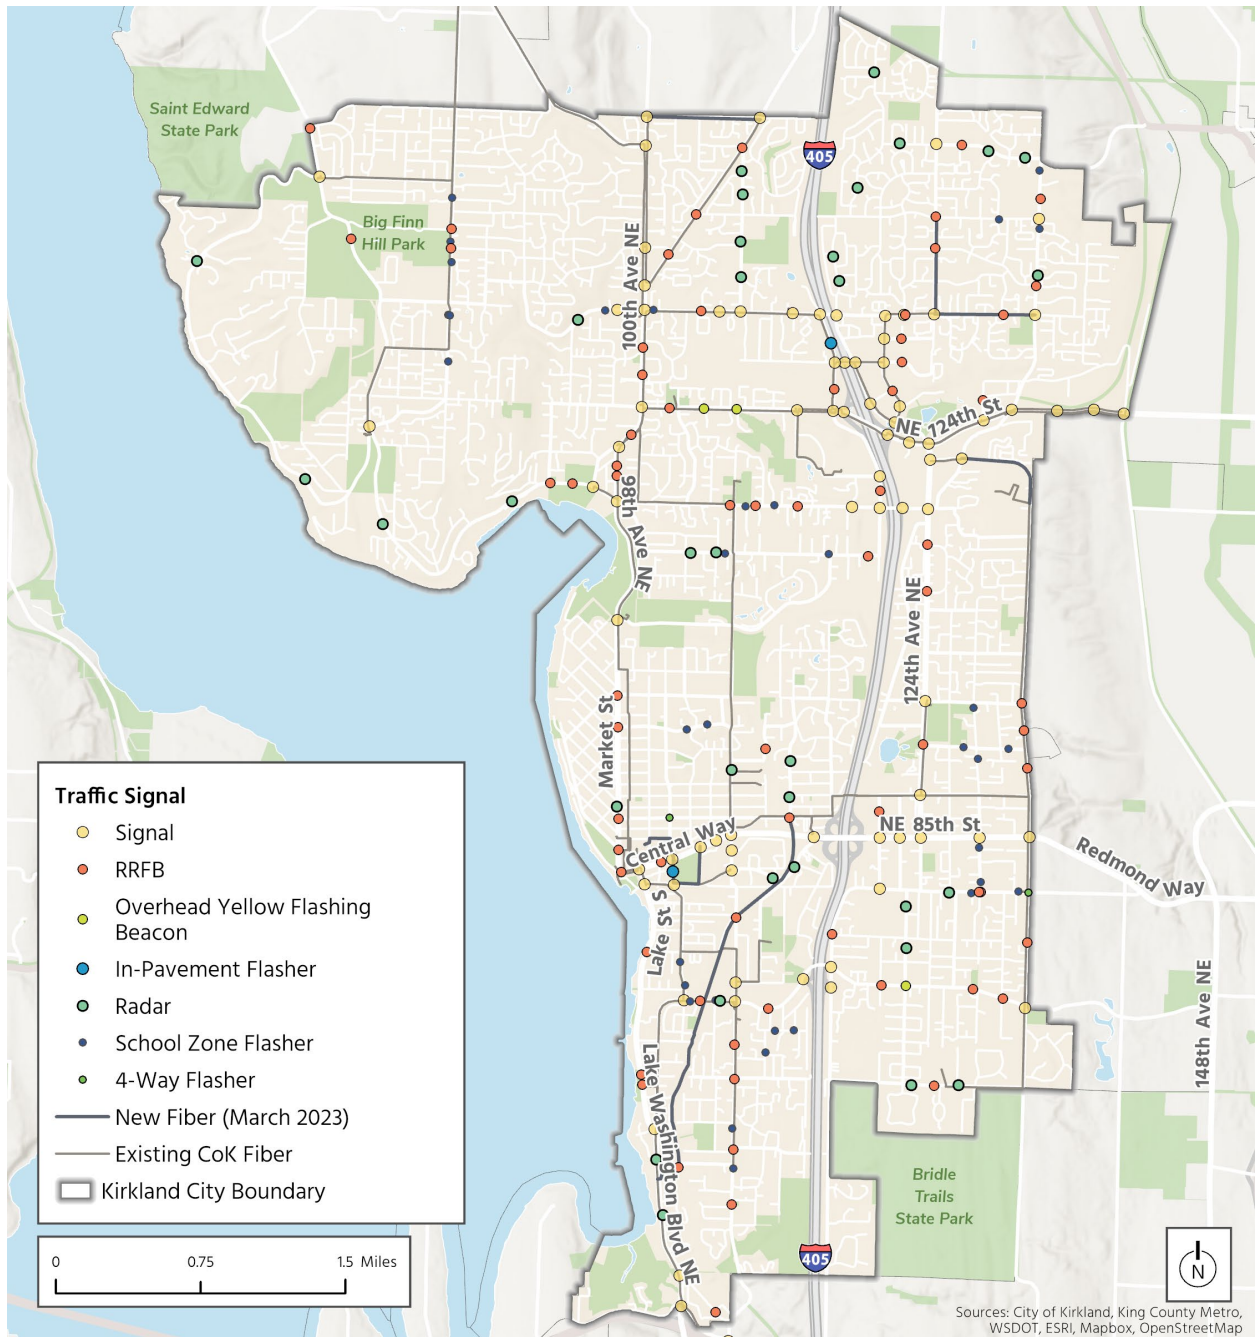 Saint Edward
State Park
405
Big Finn
Hill Park
100th Ave NE
NE 124th St
98th Ave NE
124th Ave NE
Market St
Central Way
NE 85th St
Redmond Way
Lake St S
148th Ave NE
Lake Washington Blvd NE
Bridle
Trails
State Park
405
Traffic Signal
Signal
RRFB
Overhead Yellow Flashing
Beacon
In-Pavement Flasher
Radar
School Zone Flasher
4-Way Flasher
New Fiber (March 2023)
Existing CoK Fiber
Kirkland City Boundary
0 0.75 1.5 Miles
N
Sources: City of Kirkland, King County Metro,
WSDOT, ESRI, Mapbox, OpenStreetMap